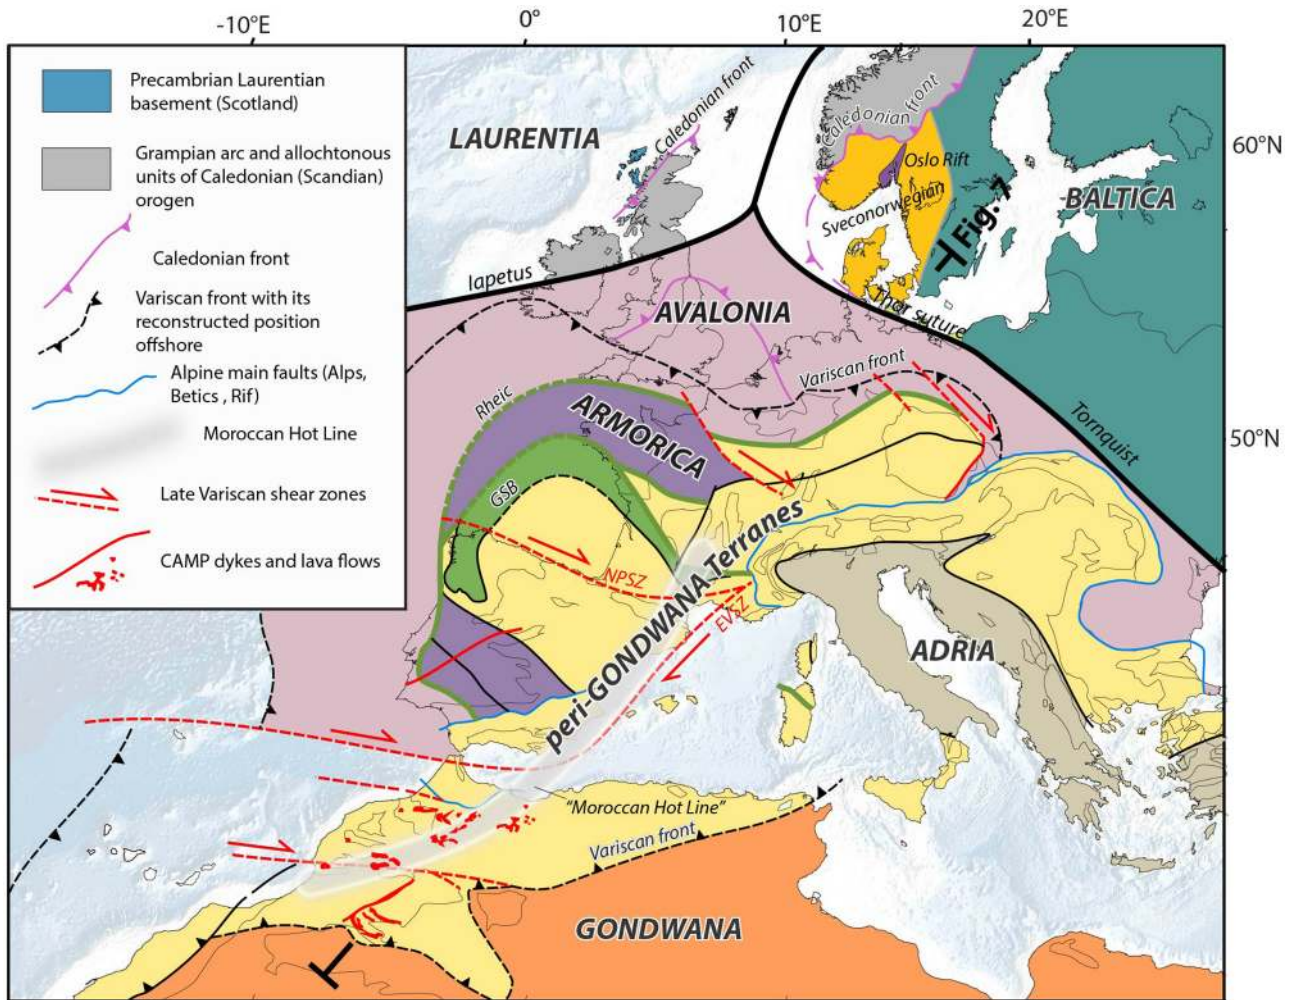 -10°E
0°
10°E
20°E
60°N
50°N
Precambrian Laurentian
basement (Scotland)
Grampian arc and allochtonous
units of Caledonian (Scandian)
orogen
Caledonian front
Variscan front with its
reconstructed position
offshore
Alpine main faults (Alps,
Betics , Rif)
Moroccan Hot Line
Late Variscan shear zones
CAMP dykes and lava flows
LAURENTIA
Caledonian front
Caledonian front
Oslo Rift
Sveconorwegian
Fig. 7
BALTICA
Iapetus
AVALONIA
Thor suture
Variscan front
Tornquist
Rheic
ARMORICA
GSB
NPSZ
EVSZ
peri-GONDWANA Terranes
ADRIA
"Moroccan Hot Line"
Variscan front
GONDWANA